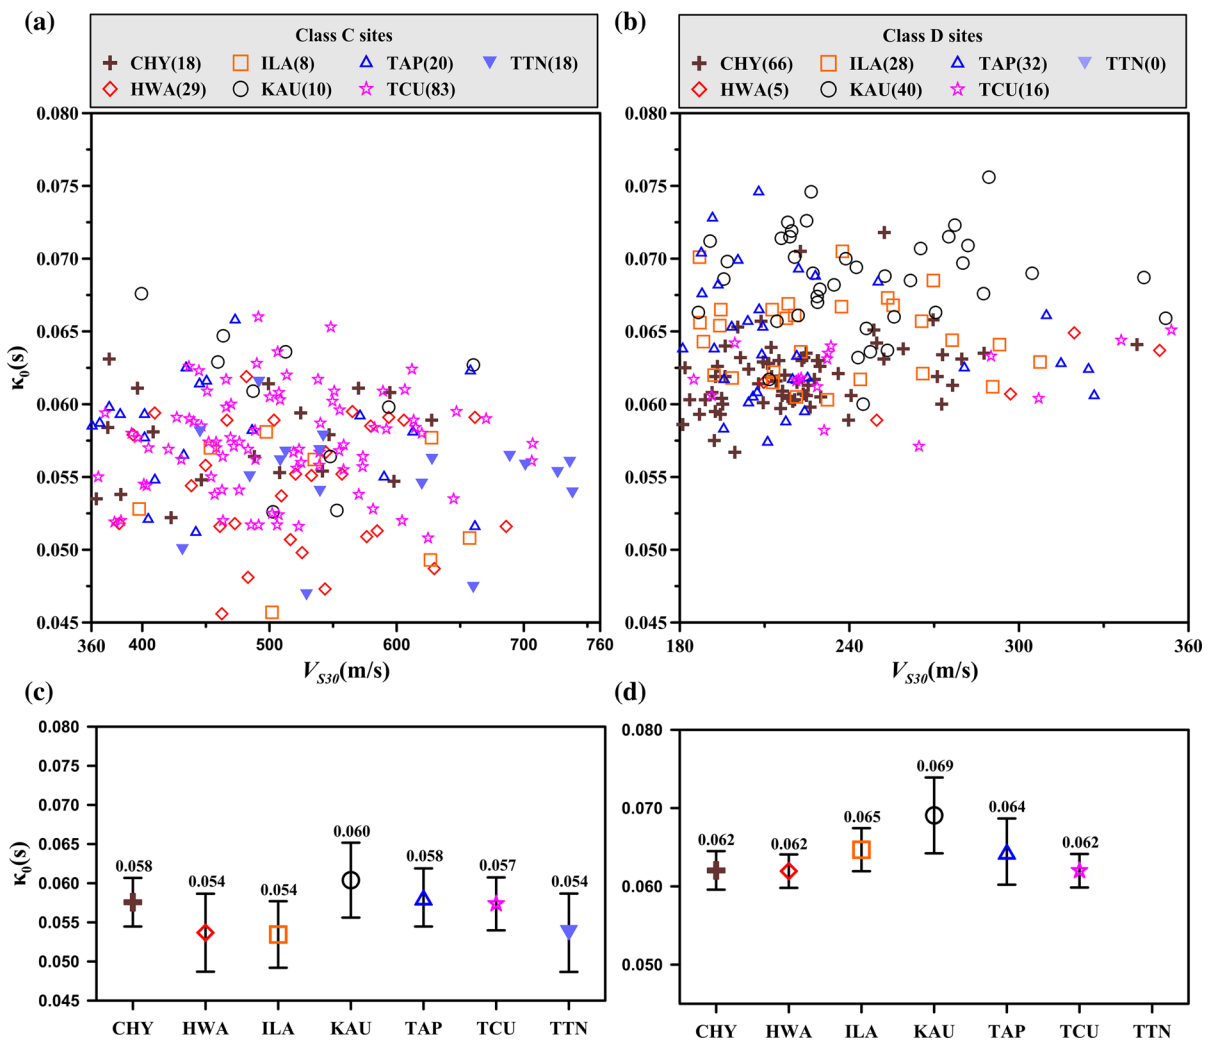 (a)
Class C sites
CHY(18) ILA(8) TAP(20) TTN(18)
HWA(29) KAU(10) TCU(83)
0.080
0.075
0.070
0.065
0.060
0.055
0.050
0.045
κ0(s)
360 400 500 600 700 760
VS30(m/s)
(b)
Class D sites
CHY(66) ILA(28) TAP(32) TTN(0)
HWA(5) KAU(40) TCU(16)
0.080
0.075
0.070
0.065
0.060
0.055
0.050
0.045
180 240 300 360
VS30(m/s)
(c)
0.080
0.075
0.070
0.065
0.060
0.055
0.050
0.045
κ0(s)
0.058 0.054 0.054 0.060 0.058 0.057 0.054
CHY HWA ILA KAU TAP TCU TTN
(d)
0.080
0.070
0.060
0.050
0.062 0.062 0.065 0.069 0.064 0.062
CHY HWA ILA KAU TAP TCU TTN